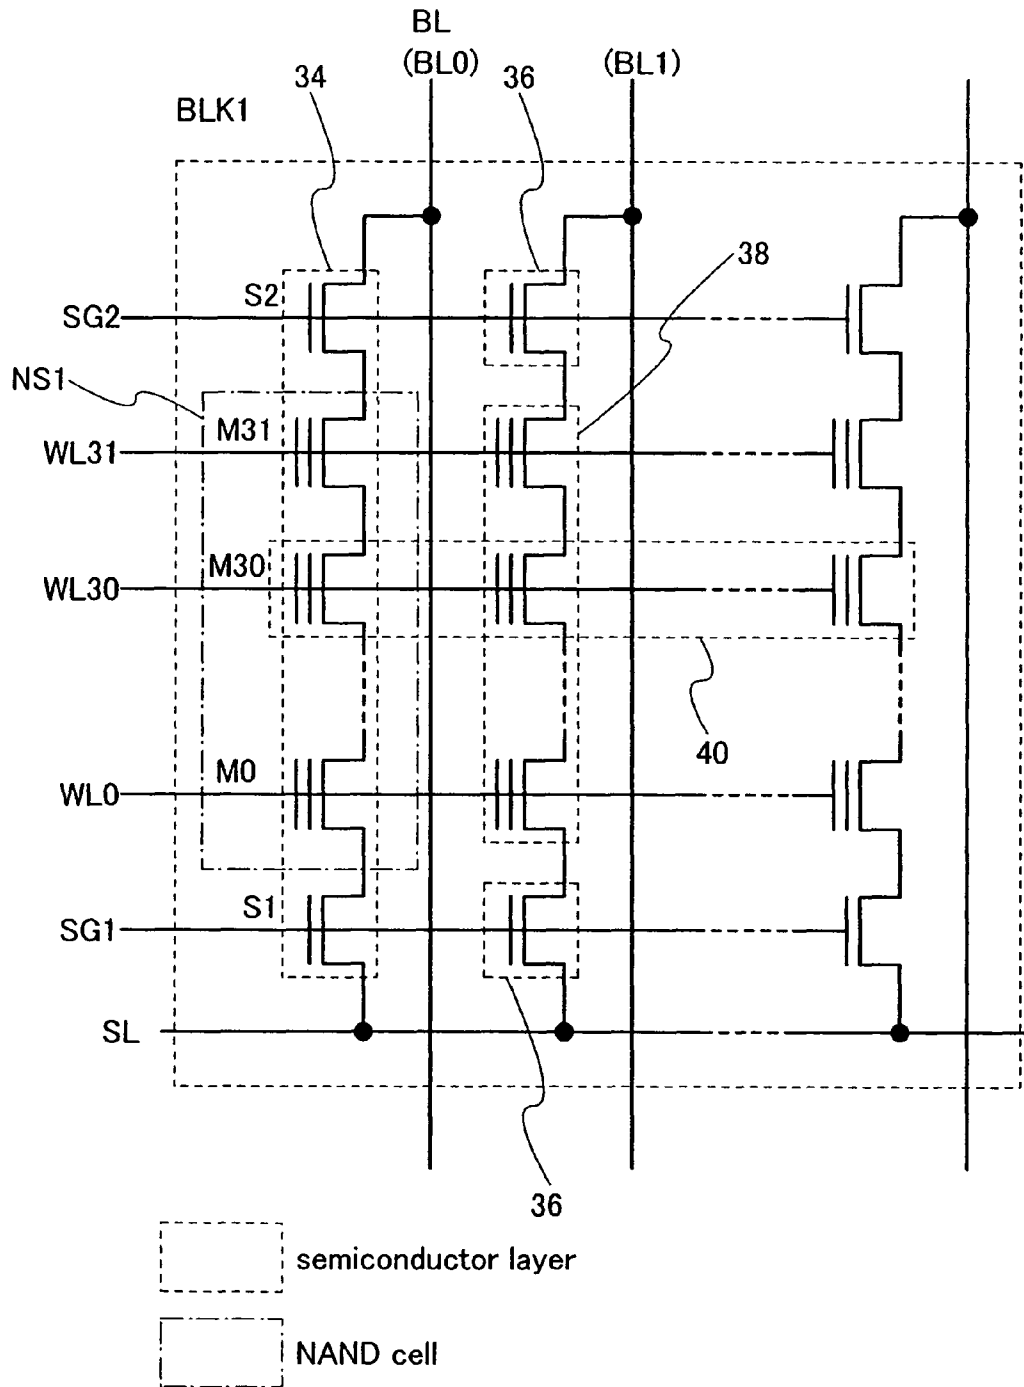 BL
(BL0)
(BL1)
34
36
BLK1
38
S2
SG2
NS1
M31
WL31
M30
WL30
40
M0
WL0
S1
SG1
SL
36
semiconductor layer
NAND cell